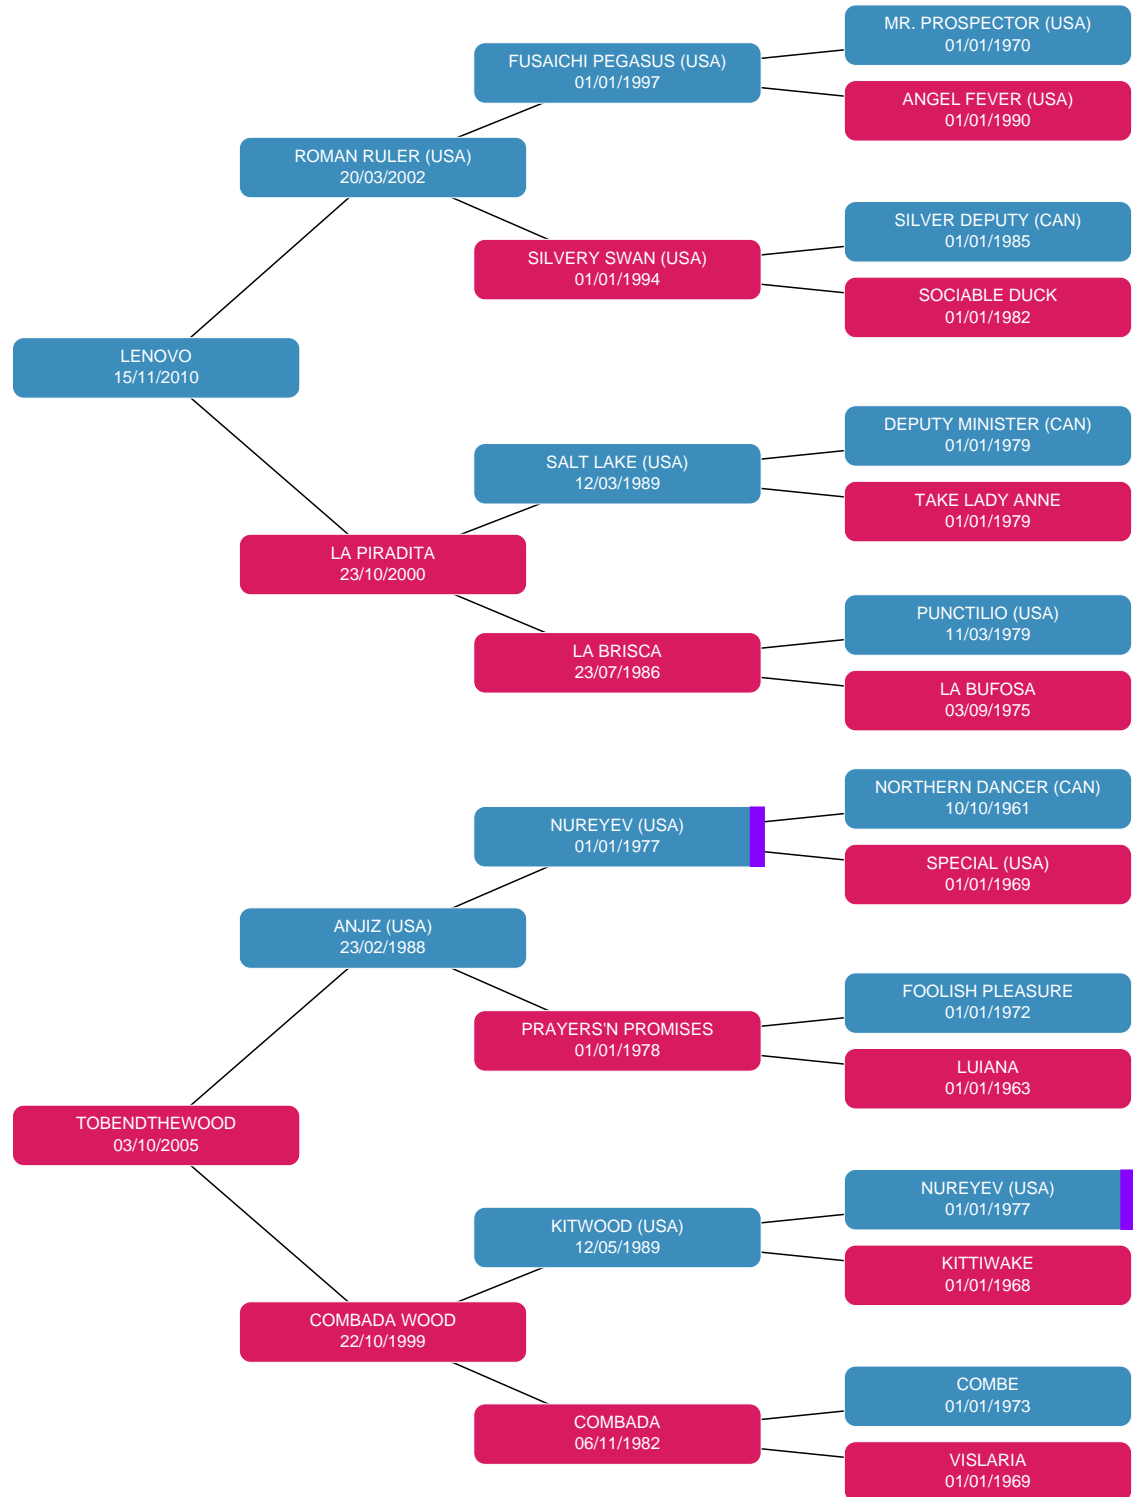 MR. PROSPECTOR (USA)
01/01/1970
FUSAICHI PEGASUS (USA)
01/01/1997
ANGEL FEVER (USA)
01/01/1990
ROMAN RULER (USA)
20/03/2002
SILVER DEPUTY (CAN)
01/01/1985
SILVERY SWAN (USA)
01/01/1994
SOCIABLE DUCK
01/01/1982
LENOVO
15/11/2010
DEPUTY MINISTER (CAN)
01/01/1979
SALT LAKE (USA)
12/03/1989
TAKE LADY ANNE
01/01/1979
LA PIRADITA
23/10/2000
PUNCTILIO (USA)
11/03/1979
LA BRISCA
23/07/1986
LA BUFOSA
03/09/1975
NORTHERN DANCER (CAN)
10/10/1961
NUREYEV (USA)
01/01/1977
SPECIAL (USA)
01/01/1969
ANJIZ (USA)
23/02/1988
FOOLISH PLEASURE
01/01/1972
PRAYERS'N PROMISES
01/01/1978
LUIANA
01/01/1963
TOBENDTHEWOOD
03/10/2005
NUREYEV (USA)
01/01/1977
KITWOOD (USA)
12/05/1989
KITTIWAKE
01/01/1968
COMBADA WOOD
22/10/1999
COMBE
01/01/1973
COMBADA
06/11/1982
VISLARIA
01/01/1969